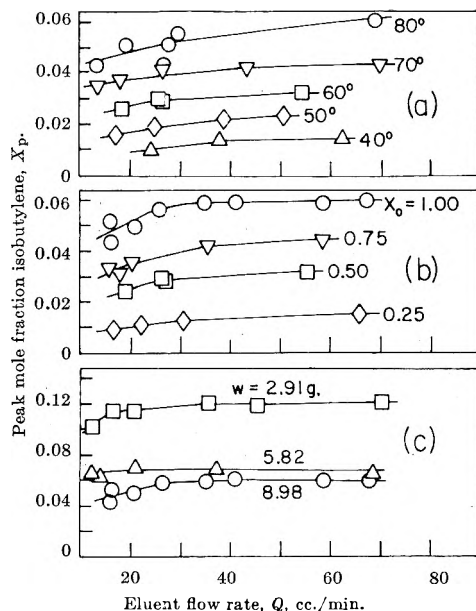 Peak mole fraction isobutylene, Xp.
0.06
0.04
0.02
0
80°
70°
60°
50°
40°
(a)
0.06
0.04
0.02
0
X₀ = 1.00
0.75
0.50
0.25
(b)
0.12
0.08
0.04
0
w = 2.91g.
5.82
8.98
(c)
20 40 60 80
Eluent flow rate, Q, cc./min.